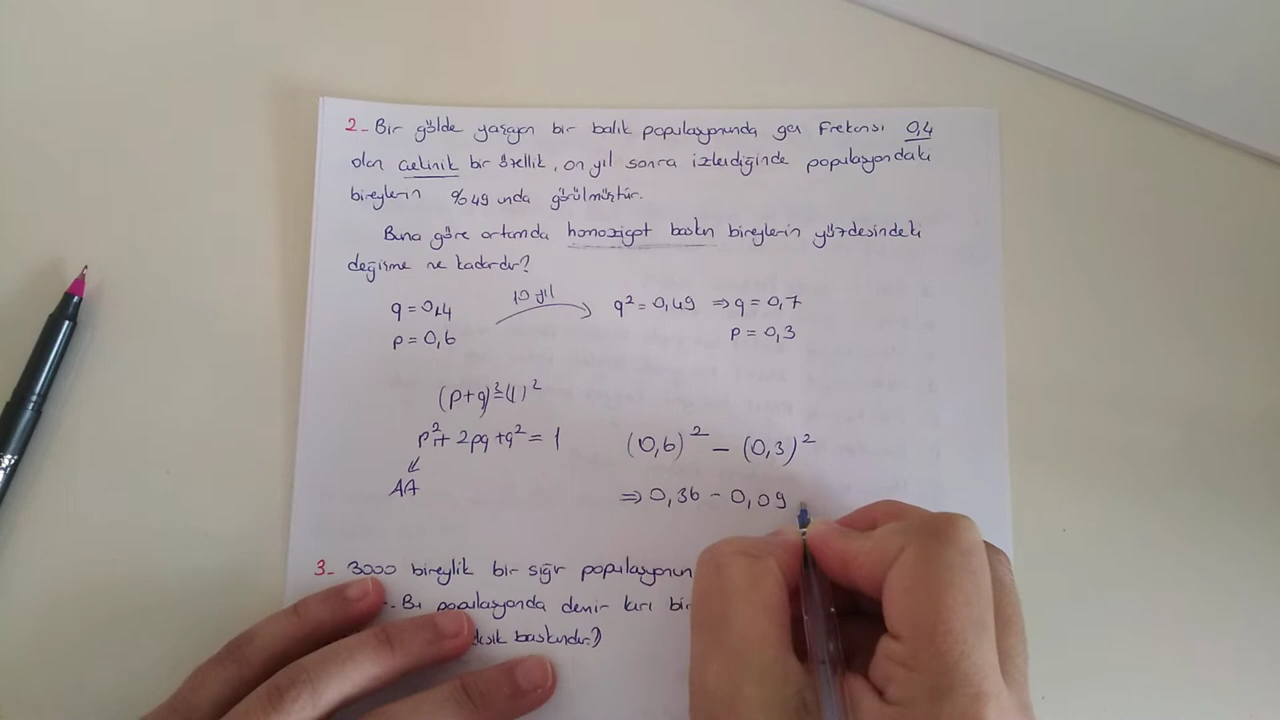 2- Bir gölde yaşayan bir balık populasyonunda gen frekansı 0,4
olan çekinik bir özellik, on yıl sonra izlendiğinde populasyondaki
bireylerin %49 unda görülmüştür.
Buna göre ortamda homozigot baskın bireylerin yüzdesindeki
değişme ne kadardır?
q = 0,4 10 yıl q² = 0,49 ⇒ q = 0,7
p = 0,6 p = 0,3
(p+q)² = (1)²
p² + 2pq + q² = 1 (0,6)² - (0,3)²
AA ⇒ 0,36 - 0,09
3- 3000 bireylik bir sığır populasyonun
Bu populasyonda demir kırı
baskındır?)